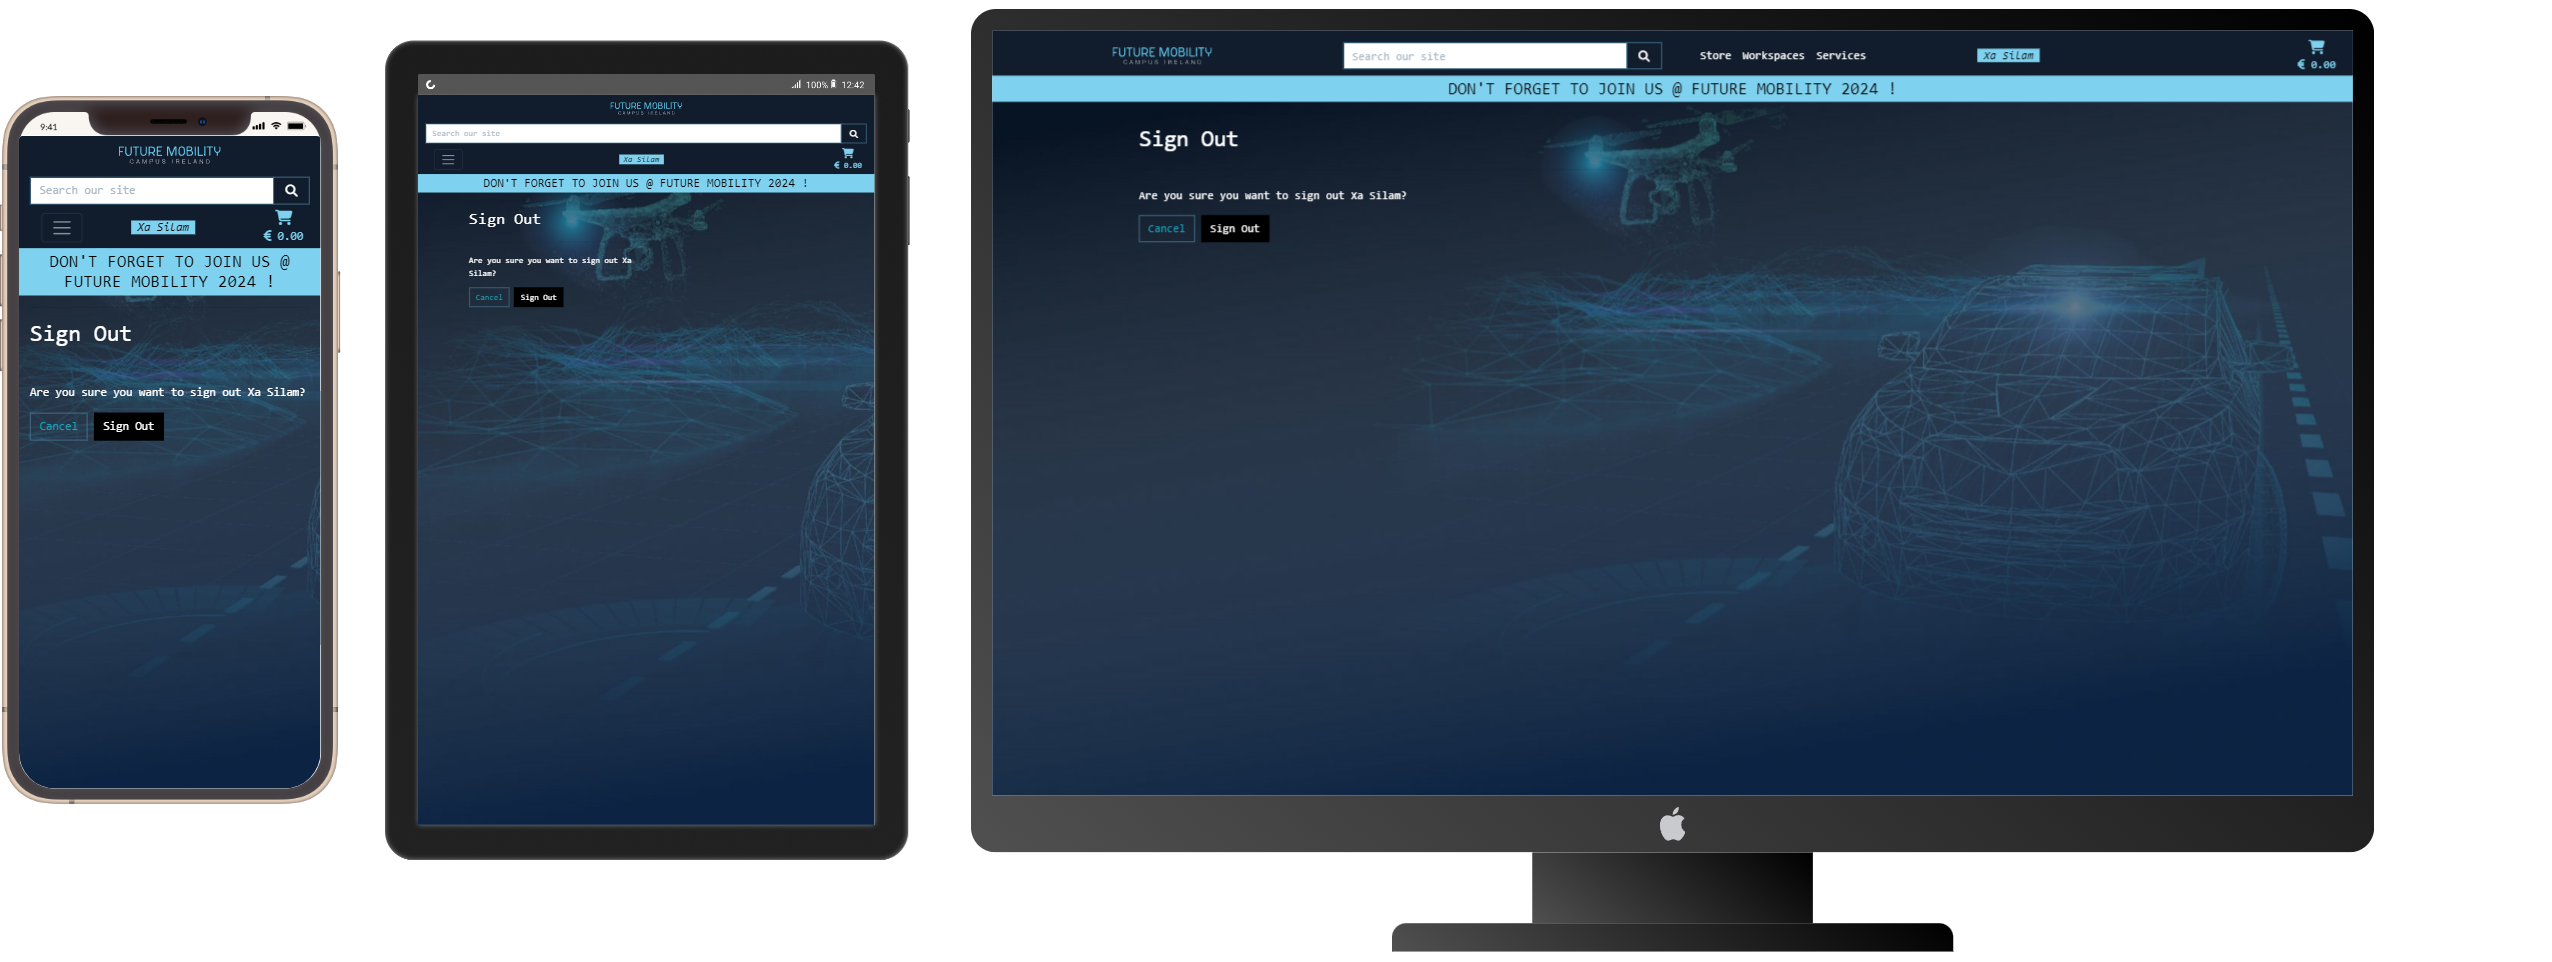 9:41
FUTURE MOBILITY
CAMPUS IRELAND
Search our site
Xa Silam
€ 0.00
DON'T FORGET TO JOIN US @
FUTURE MOBILITY 2024 !
Sign Out
Are you sure you want to sign out Xa Silam?
Cancel
Sign Out
100% 12:42
FUTURE MOBILITY
CAMPUS IRELAND
Search our site
Xa Silam
€ 0.00
DON'T FORGET TO JOIN US @ FUTURE MOBILITY 2024 !
Sign Out
Are you sure you want to sign out Xa
Silam?
Cancel
Sign Out
FUTURE MOBILITY
CAMPUS IRELAND
Search our site
Store Workspaces Services
Xa Silam
€ 0.00
DON'T FORGET TO JOIN US @ FUTURE MOBILITY 2024 !
Sign Out
Are you sure you want to sign out Xa Silam?
Cancel
Sign Out